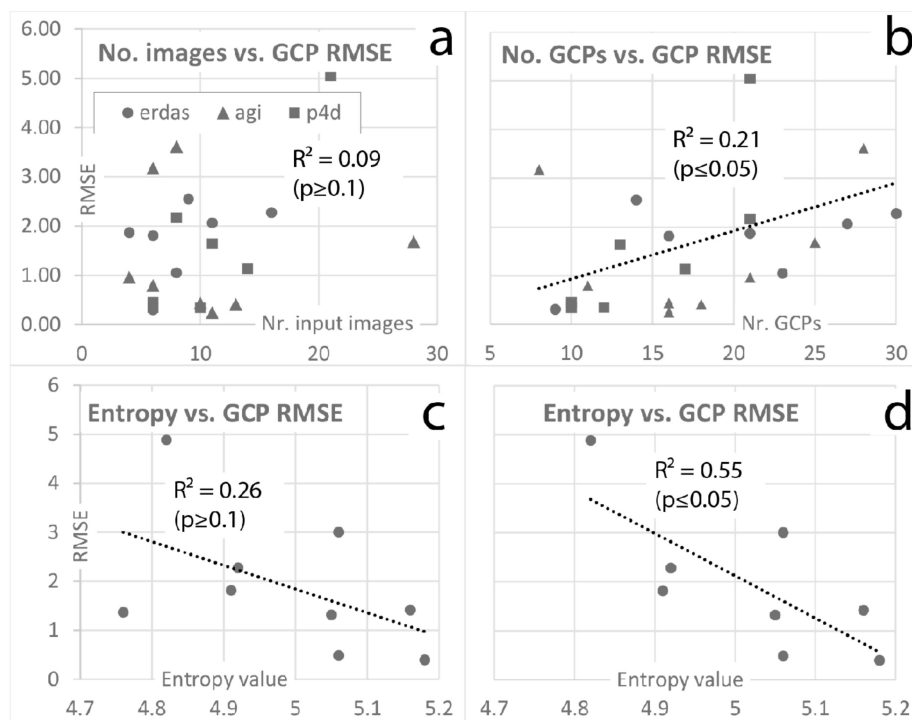 a
No. images vs. GCP RMSE
6.00
5.00
4.00
3.00
2.00
1.00
0.00
RMSE
erdas agi p4d
R² = 0.09
(p≥0.1)
Nr. input images
0 10 20 30
b
No. GCPs vs. GCP RMSE
R² = 0.21
(p≤0.05)
Nr. GCPs
5 10 15 20 25 30
c
Entropy vs. GCP RMSE
6
5
4
3
2
1
0
RMSE
R² = 0.26
(p≥0.1)
Entropy value
4.7 4.8 4.9 5 5.1 5.2
d
Entropy vs. GCP RMSE
R² = 0.55
(p≤0.05)
Entropy value
4.7 4.8 4.9 5 5.1 5.2